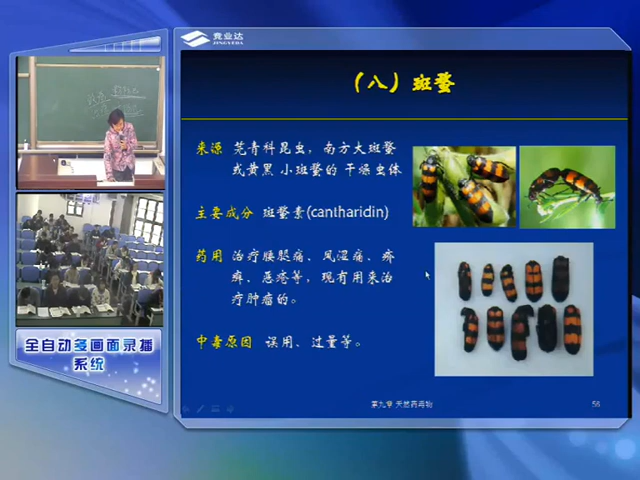 竞业达
JINGYEDA
(八)斑蝥
来源 芫青科昆虫，南方大斑蝥
或黄黑 小斑蝥的 干燥虫体
主要成分 斑蝥素(cantharidin)
药用 治疗腰腿痛、风湿痛、疥
癣、恶疮等，现有用来治
疗肿瘤的。
中毒原因 误用、过量等。
第九章 天然药毒物
56
全自动多画面录播
系统